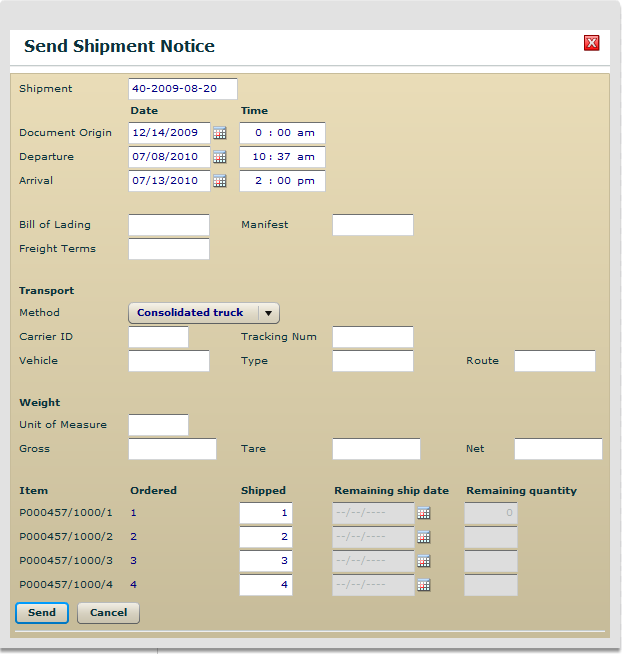 Send Shipment Notice X
Shipment 40-2009-08-20
Date Time
Document Origin 12/14/2009 0 : 00 am
Departure 07/08/2010 10 : 37 am
Arrival 07/13/2010 2 : 00 pm
Bill of Lading Manifest
Freight Terms
Transport
Method Consolidated truck
Carrier ID Tracking Num
Vehicle Type Route
Weight
Unit of Measure
Gross Tare Net
Item Ordered Shipped Remaining ship date Remaining quantity
P000457/1000/1 1 1 --/--/---- 0
P000457/1000/2 2 2 --/--/----
P000457/1000/3 3 3 --/--/----
P000457/1000/4 4 4 --/--/----
Send Cancel